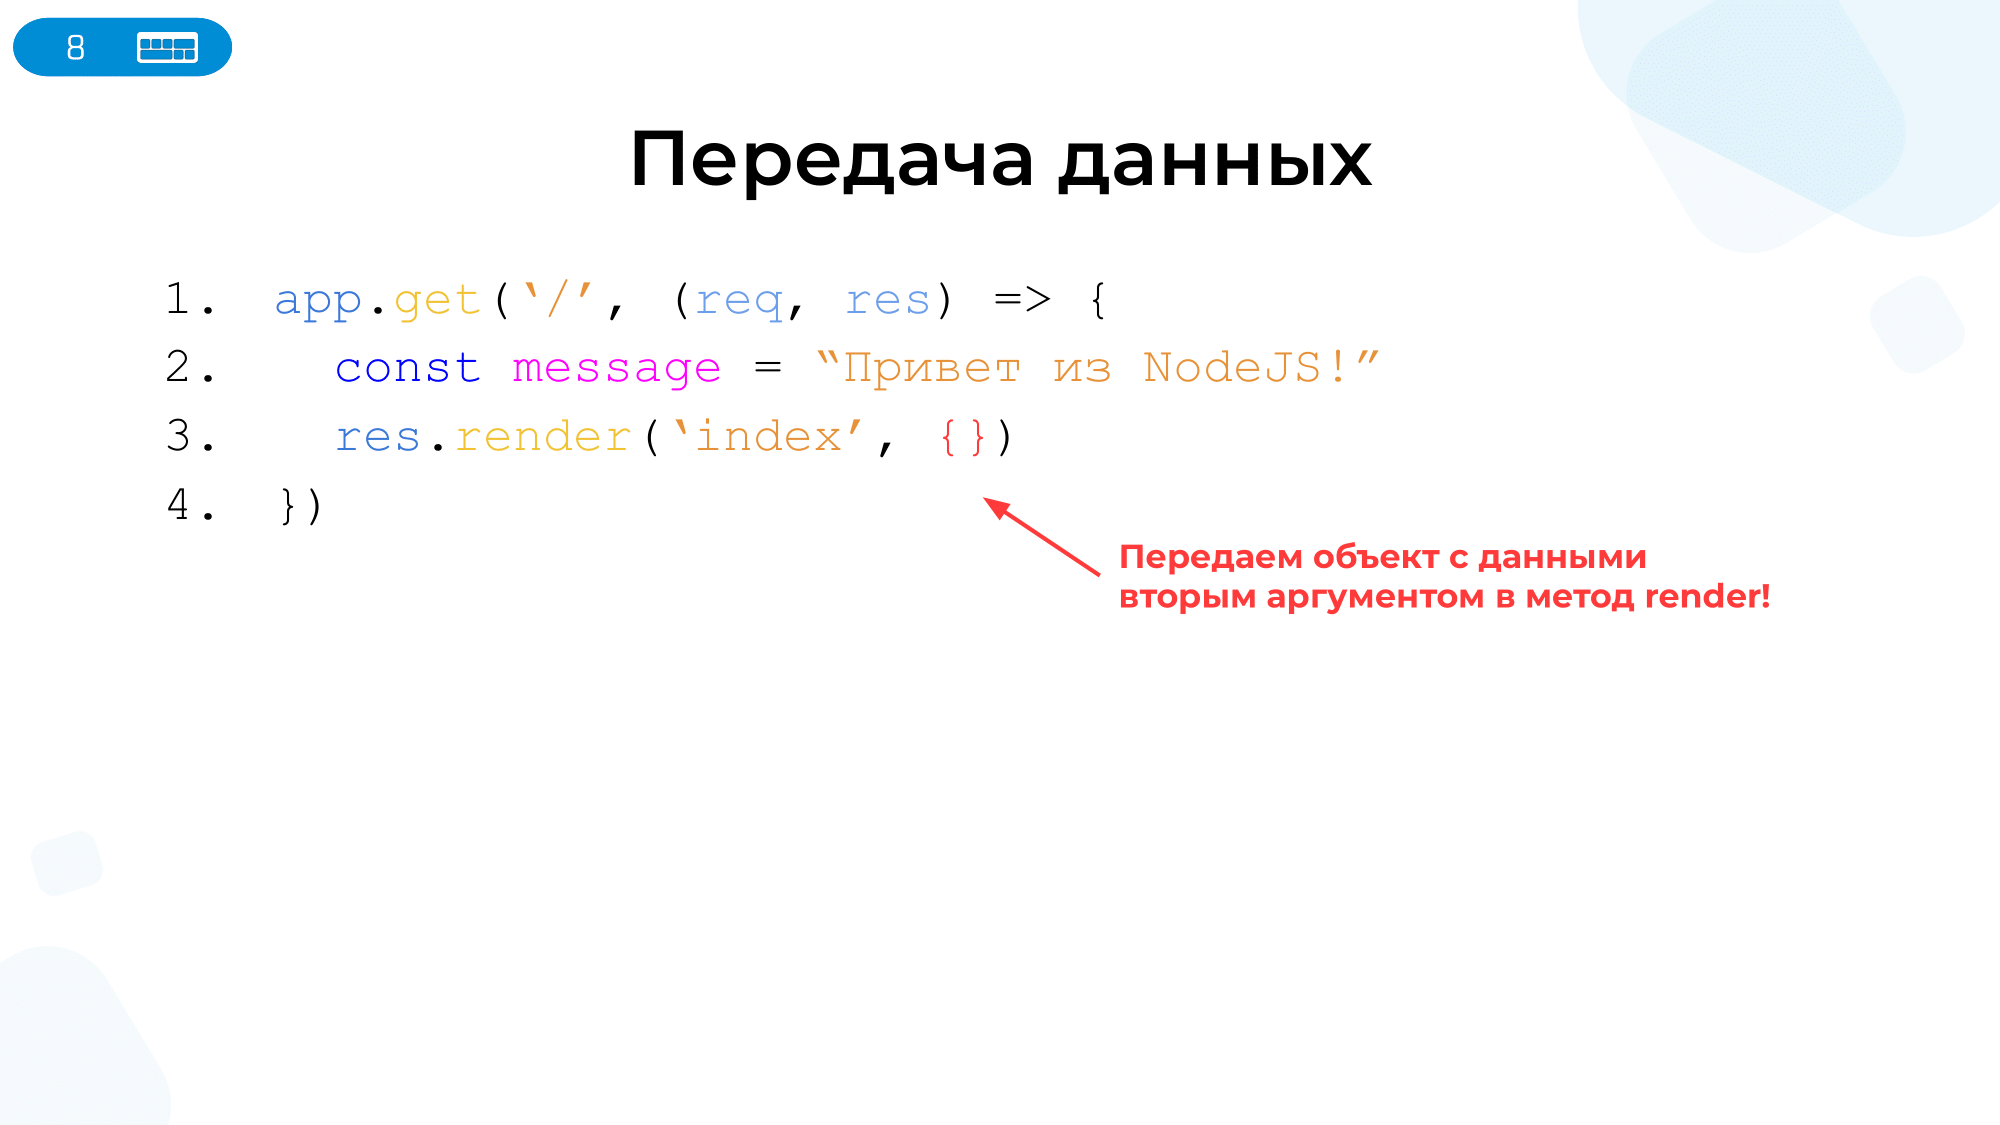 8
Передача данных
1. app.get(‘/’, (req, res) => {
2. const message = “Привет из NodeJS!”
3. res.render(‘index’, {})
4. })
Передаем объект с данными
вторым аргументом в метод render!